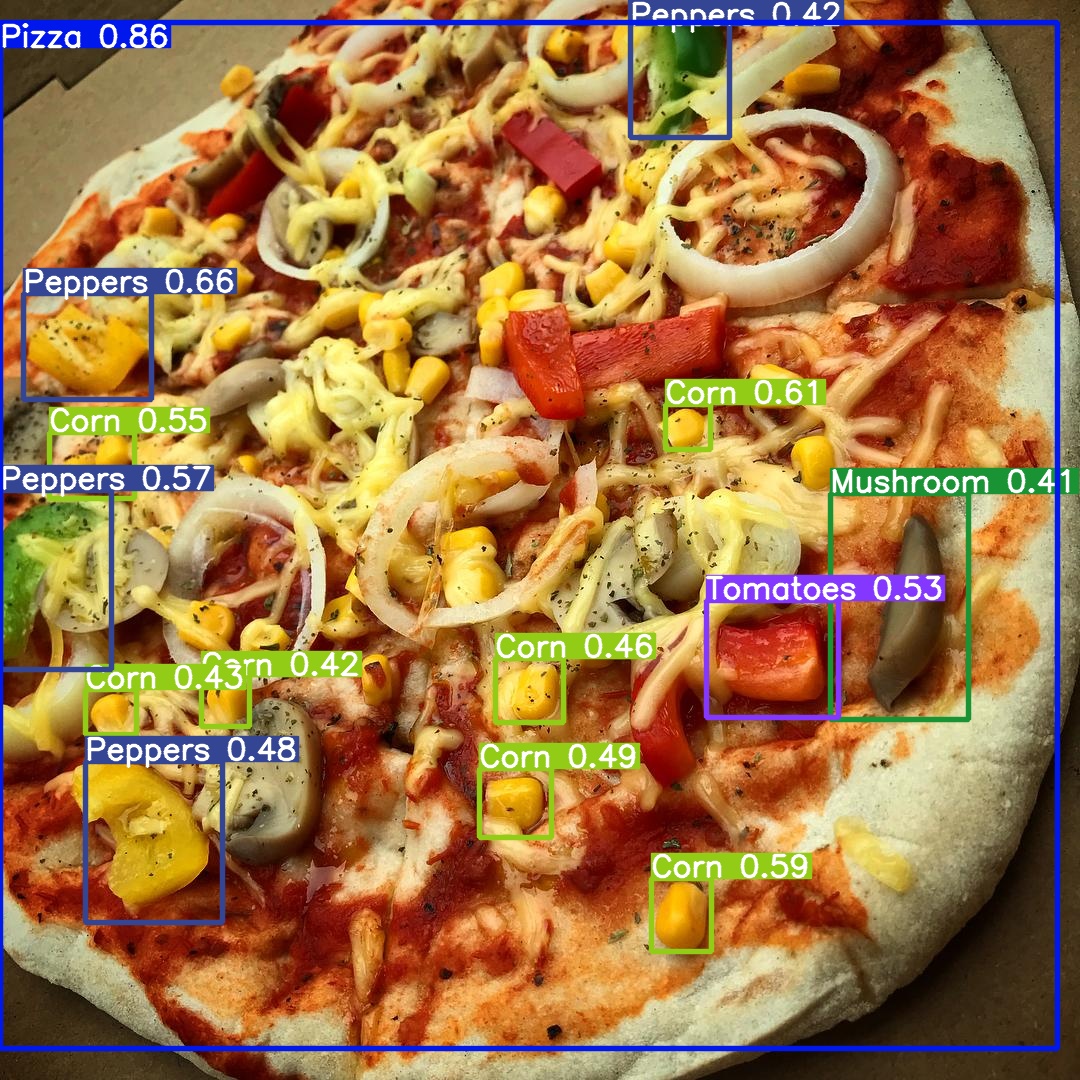 Peppers 0.42
Pizza 0.86
Peppers 0.66
Corn 0.61
Corn 0.55
Peppers 0.57
Mushroom 0.41
Tomatoes 0.53
Corn 0.46
Corn 0.42
Corn 0.43
Peppers 0.48
Corn 0.49
Corn 0.59